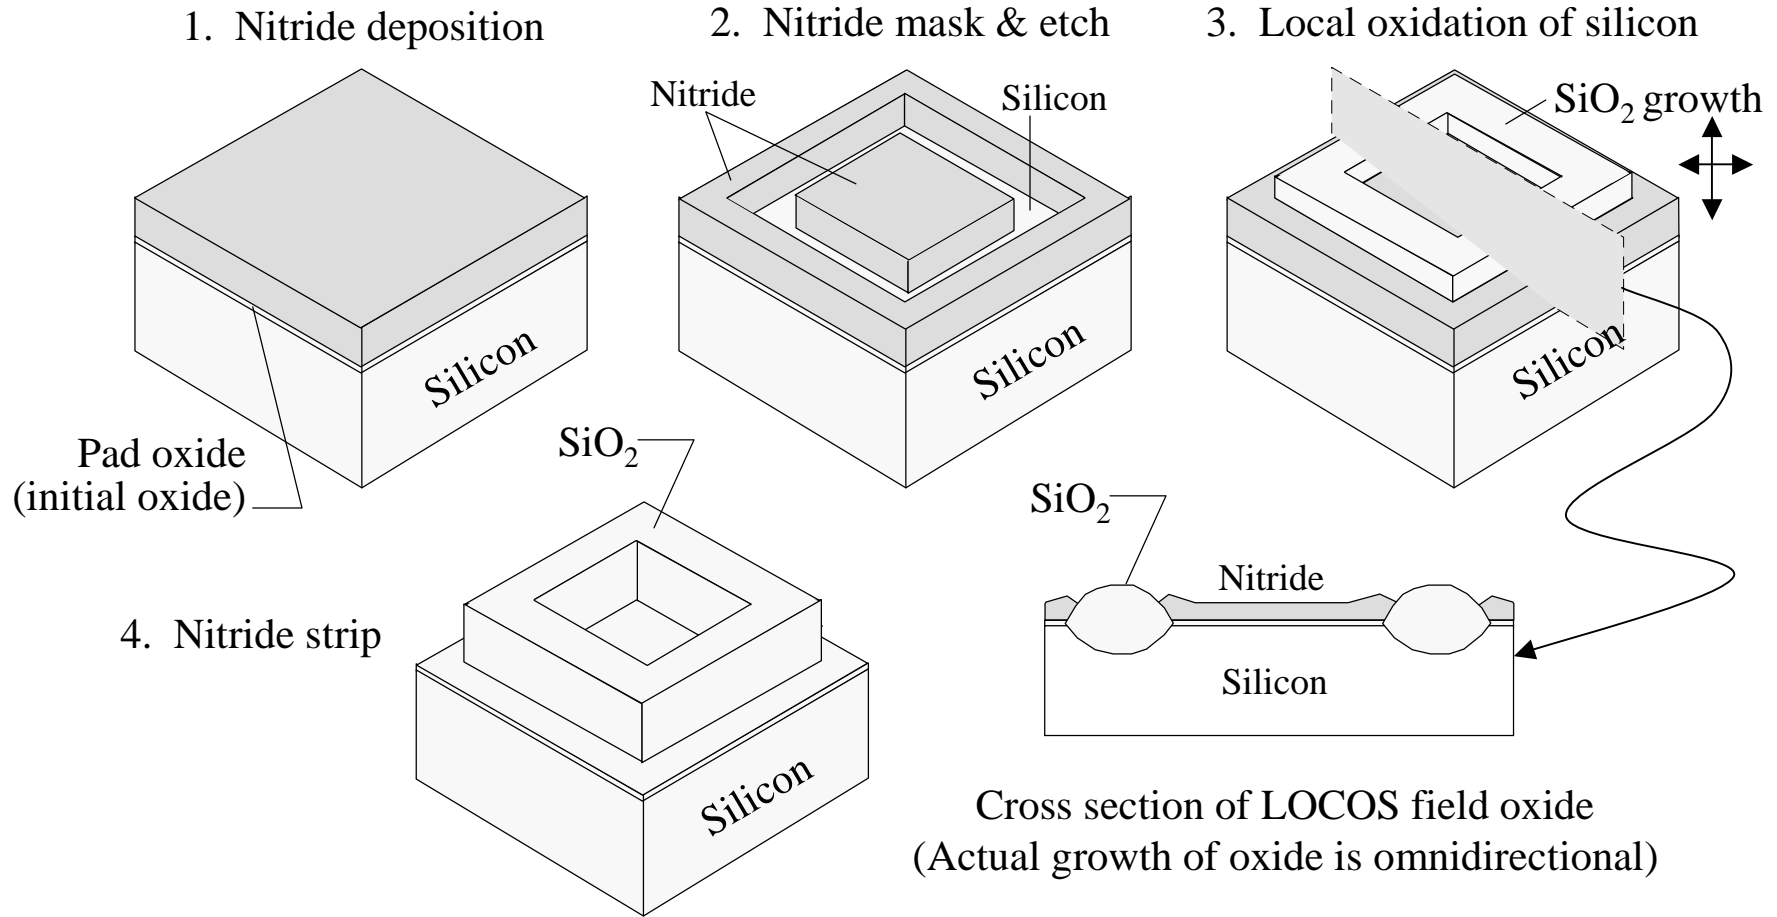 1. Nitride deposition
2. Nitride mask & etch
3. Local oxidation of silicon
Nitride
Silicon
SiO2 growth
Silicon
Silicon
Silicon
Pad oxide
(initial oxide)
SiO2
SiO2
Nitride
4. Nitride strip
Silicon
Silicon
Cross section of LOCOS field oxide
(Actual growth of oxide is omnidirectional)